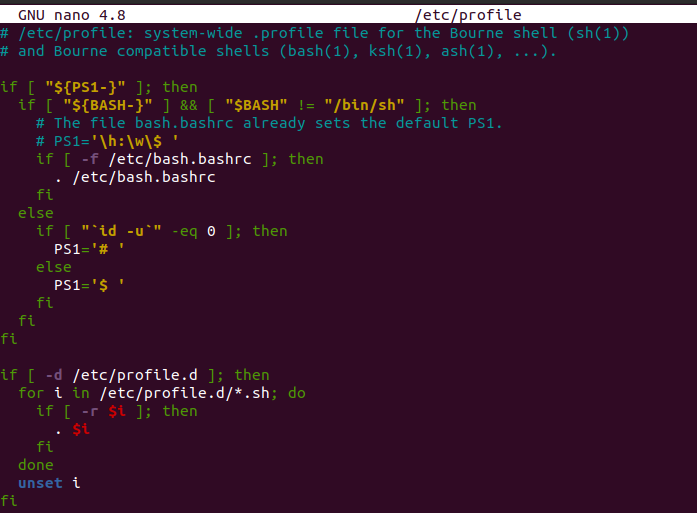 GNU nano 4.8 /etc/profile
# /etc/profile: system-wide .profile file for the Bourne shell (sh(1))
# and Bourne compatible shells (bash(1), ksh(1), ash(1), ...).

if [ "${PS1-}" ]; then
  if [ "${BASH-}" ] && [ "$BASH" != "/bin/sh" ]; then
    # The file bash.bashrc already sets the default PS1.
    # PS1='\h:\w\$ '
    if [ -f /etc/bash.bashrc ]; then
      . /etc/bash.bashrc
    fi
  else
    if [ "`id -u`" -eq 0 ]; then
      PS1='# '
    else
      PS1='$ '
    fi
  fi
fi

if [ -d /etc/profile.d ]; then
  for i in /etc/profile.d/*.sh; do
    if [ -r $i ]; then
      . $i
    fi
  done
  unset i
fi